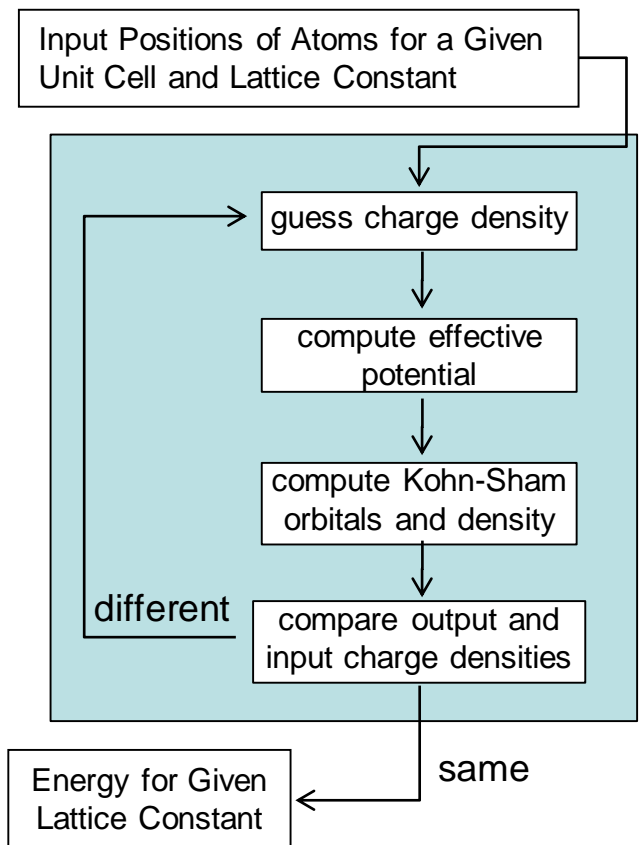 Input Positions of Atoms for a Given
Unit Cell and Lattice Constant
guess charge density
compute effective
potential
compute Kohn-Sham
orbitals and density
different
compare output and
input charge densities
same
Energy for Given
Lattice Constant